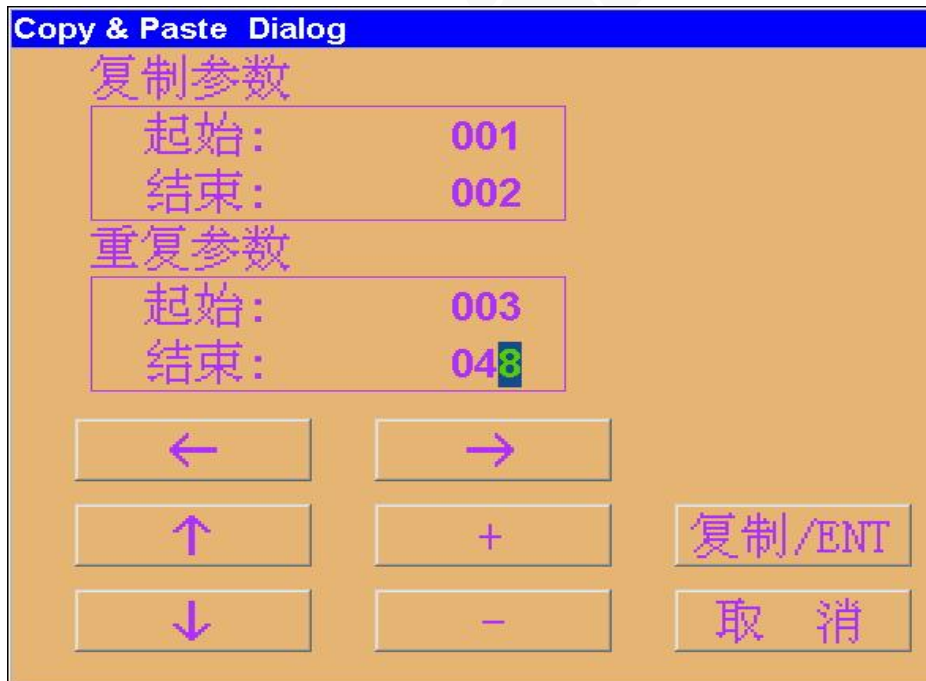 Copy & Paste Dialog
复制参数
起始: 001
结束: 002
重复参数
起始: 003
结束: 048
← →
↑ + 复制/ENT
↓ - 取 消